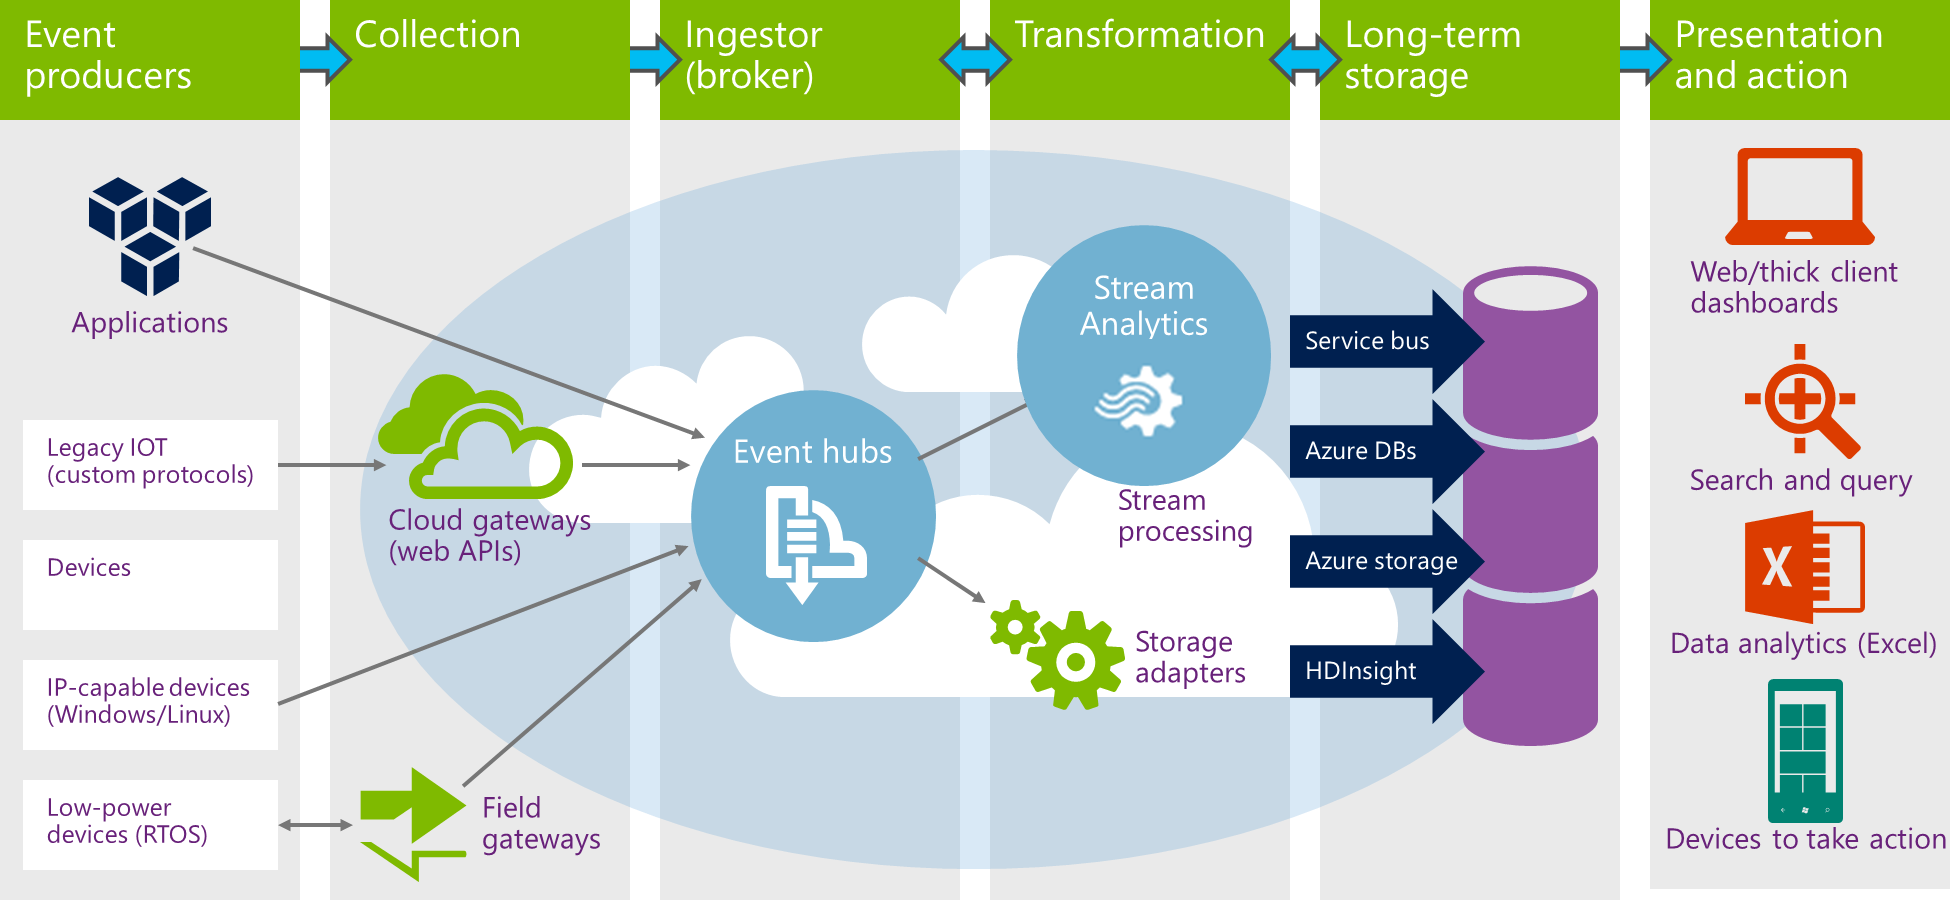 Event
producers
Collection
Ingestor
(broker)
Transformation
Long-term
storage
Presentation
and action
Applications
Legacy IOT
(custom protocols)
Devices
IP-capable devices
(Windows/Linux)
Low-power
devices (RTOS)
Cloud gateways
(web APIs)
Field
gateways
Event hubs
Stream
Analytics
Stream
processing
Storage
adapters
Service bus
Azure DBs
Azure storage
HDInsight
Web/thick client
dashboards
Search and query
X
Data analytics (Excel)
Devices to take action